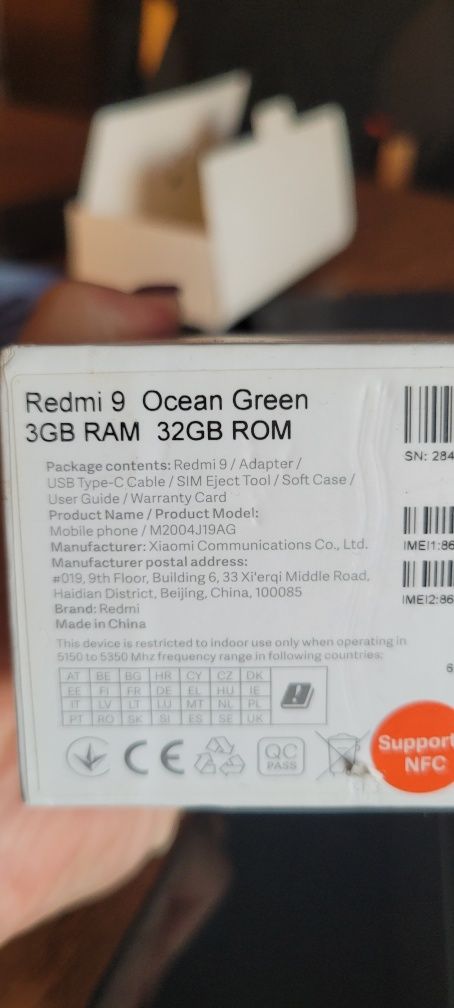 Redmi 9 Ocean Green
3GB RAM 32GB ROM
Package contents: Redmi 9 / Adapter /
USB Type-C Cable / SIM Eject Tool / Soft Case /
User Guide / Warranty Card
Product Name / Product Model:
Mobile phone / M2004J19AG
Manufacturer: Xiaomi Communications Co., Ltd.
Manufacturer postal address:
#019, 9th Floor, Building 6, 33 Xi'erqi Middle Road,
Haidian District, Beijing, China, 100085
Brand: Redmi
Made in China
This device is restricted to indoor use only when operating in
5150 to 5350 Mhz frequency range in following countries:
AT BE BG HR CY CZ DK
EE FI FR DE EL HU IE
IT LV LT LU MT NL PL
PT RO SK SI ES SE UK
CE
QC
PASS
SN: 284
IMEI1:86
IMEI2:86
6
Support
NFC